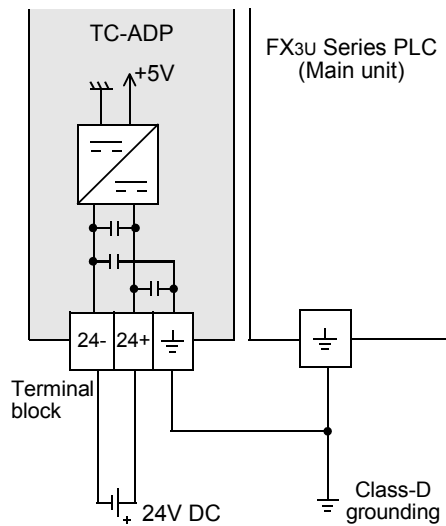 TC-ADP
+5V
FX3U Series PLC
(Main unit)
24- 24+
Terminal
block
24V DC
+
Class-D
grounding